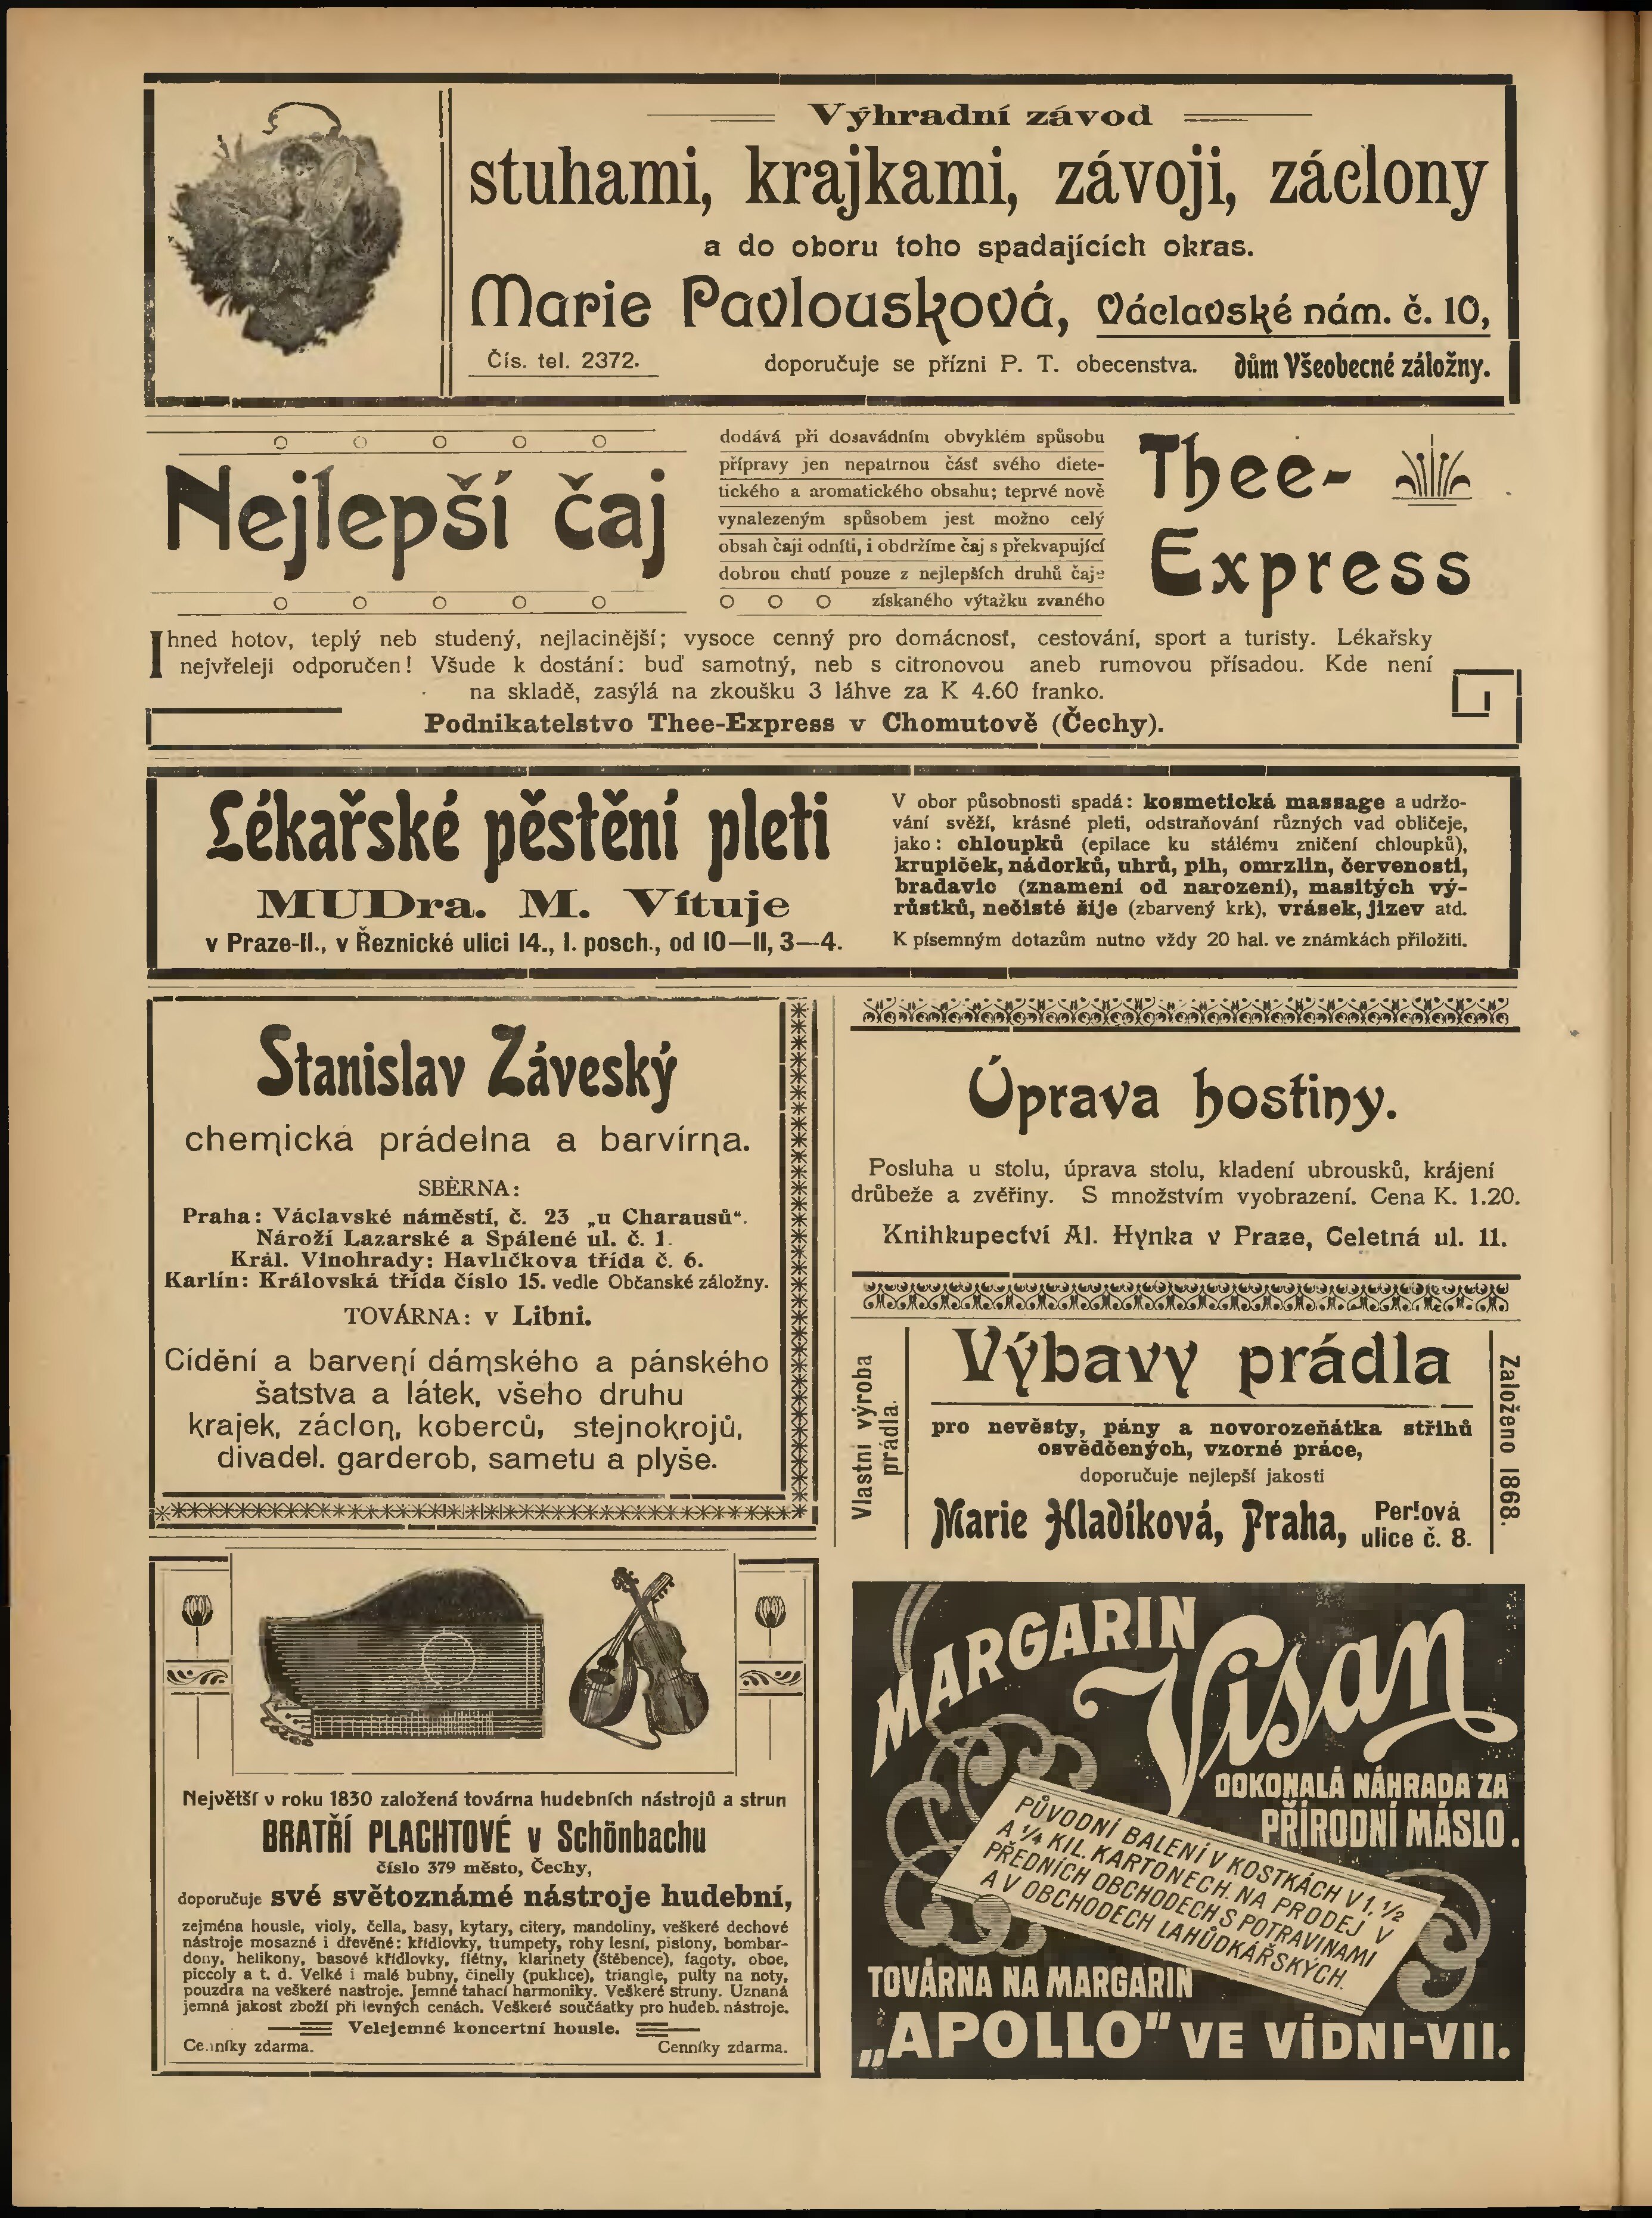 Výhradní závod
stuhami, krajkami, závoji, záclony
a do oboru toho spadajících okras.
Marie Pavlousková, Václavské nám. č. 10,
Čís. tel. 2372. doporučuje se přízni P. T. obecenstva. dům Všeobecné záložny.
Nejlepší čaj
dodává při dosavádním obvyklém spůsobu
přípravy jen nepatrnou část svého diete-
tického a aromatického obsahu; teprvé nově
vynalezeným spůsobem jest možno celý
obsah čaji odníti, i obdržíme čaj s překvapující
dobrou chutí pouze z nejlepších druhů čaje
získaného výtažku zvaného
Thee-
Express
Ihned hotov, teplý neb studený, nejlacinější; vysoce cenný pro domácnosť, cestování, sport a turisty. Lékařsky
nejvřeleji odporučen! Všude k dostání: buď samotný, neb s citronovou aneb rumovou přísadou. Kde není
na skladě, zasýlá na zkoušku 3 láhve za K 4.60 franko.
Podnikatelstvo Thee-Express v Chomutově (Čechy).
Lékařské pěstění pleti
MUDra. M. Vítuje
v Praze-II., v Řeznické ulici 14., I. posch., od 10—11, 3—4.
V obor působnosti spadá: kosmetická massage a udržo-
vání svěží, krásné pleti, odstraňování různých vad obličeje,
jako: chloupků (epilace ku stálému zničení chloupků),
krupiček, nádorků, uhrů, pih, omrzlin, červenosti,
bradavic (znamení od narození), masitých vý-
růstků, nečisté šije (zbarvený krk), vrásek, jizev atd.
K písemným dotazům nutno vždy 20 hal. ve známkách přiložiti.
Stanislav Záveský
chemická prádelna a barvírna.
SBĚRNA:
Praha: Václavské náměstí, č. 23 „u Charausů“.
Nároží Lazarské a Spálené ul. č. 1.
Král. Vinohrady: Havlíčkova třída č. 6.
Karlín: Královská třída číslo 15. vedle Občanské záložny.
TOVÁRNA: v Libni.
Cídění a barvení dámského a pánského
šatstva a látek, všeho druhu
krajek, záclon, koberců, stejnokrojů,
divadel. garderob, sametu a plyše.
Úprava hostiny.
Posluha u stolu, úprava stolu, kladení ubrousků, krájení
drůbeže a zvěřiny. S množstvím vyobrazení. Cena K. 1.20.
Knihkupectví Al. Hynka v Praze, Celetná ul. 11.
Vlastní výroba
prádla.
Výbavy prádla
pro nevěsty, pány a novorozeňátka střihů
osvědčených, vzorné práce,
doporučuje nejlepší jakosti
Marie Hladíková, Praha, Perlová
ulice č. 8.
Založeno 1868.
Největší v roku 1830 založená továrna hudebních nástrojů a strun
BRATŘÍ PLACHTOVÉ v Schönbachu
číslo 379 město, Čechy,
doporučuje své světoznámé nástroje hudební,
zejména housle, violy, čella, basy, kytary, citery, mandoliny, veškeré dechové
nástroje mosazné i dřevěné: křídlovky, trumpety, rohy lesní, pistony, bombar-
dony, helikony, basové křídlovky, flétny, klarinety (štěbence), fagoty, oboe,
piccoly a t. d. Velké i malé bubny, činelly (puklice), triangle, pulty na noty,
pouzdra na veškeré nastroje. Jemné tahací harmoniky. Veškeré struny. Uznaná
jemná jakost zboží při levných cenách. Veškeré součáatky pro hudeb. nástroje.
Velejemné koncertní housle.
Cenníky zdarma. Cenníky zdarma.
MARGARIN
Visan
DOKONALÁ NÁHRADA ZA
PŘÍRODNÍ MÁSLO.
PŮVODNÍ BALENÍ V KOSTKÁCH V 1. 1/2
A 1/4 KIL. KARTONECH. NA PRODEJ V
PŘEDNÍCH OBCHODECH S POTRAVINAMI
A V OBCHODECH LAHŮDKÁŘSKÝCH.
TOVÁRNA NA MARGARIN
„APOLLO" VE VÍDNI-VII.